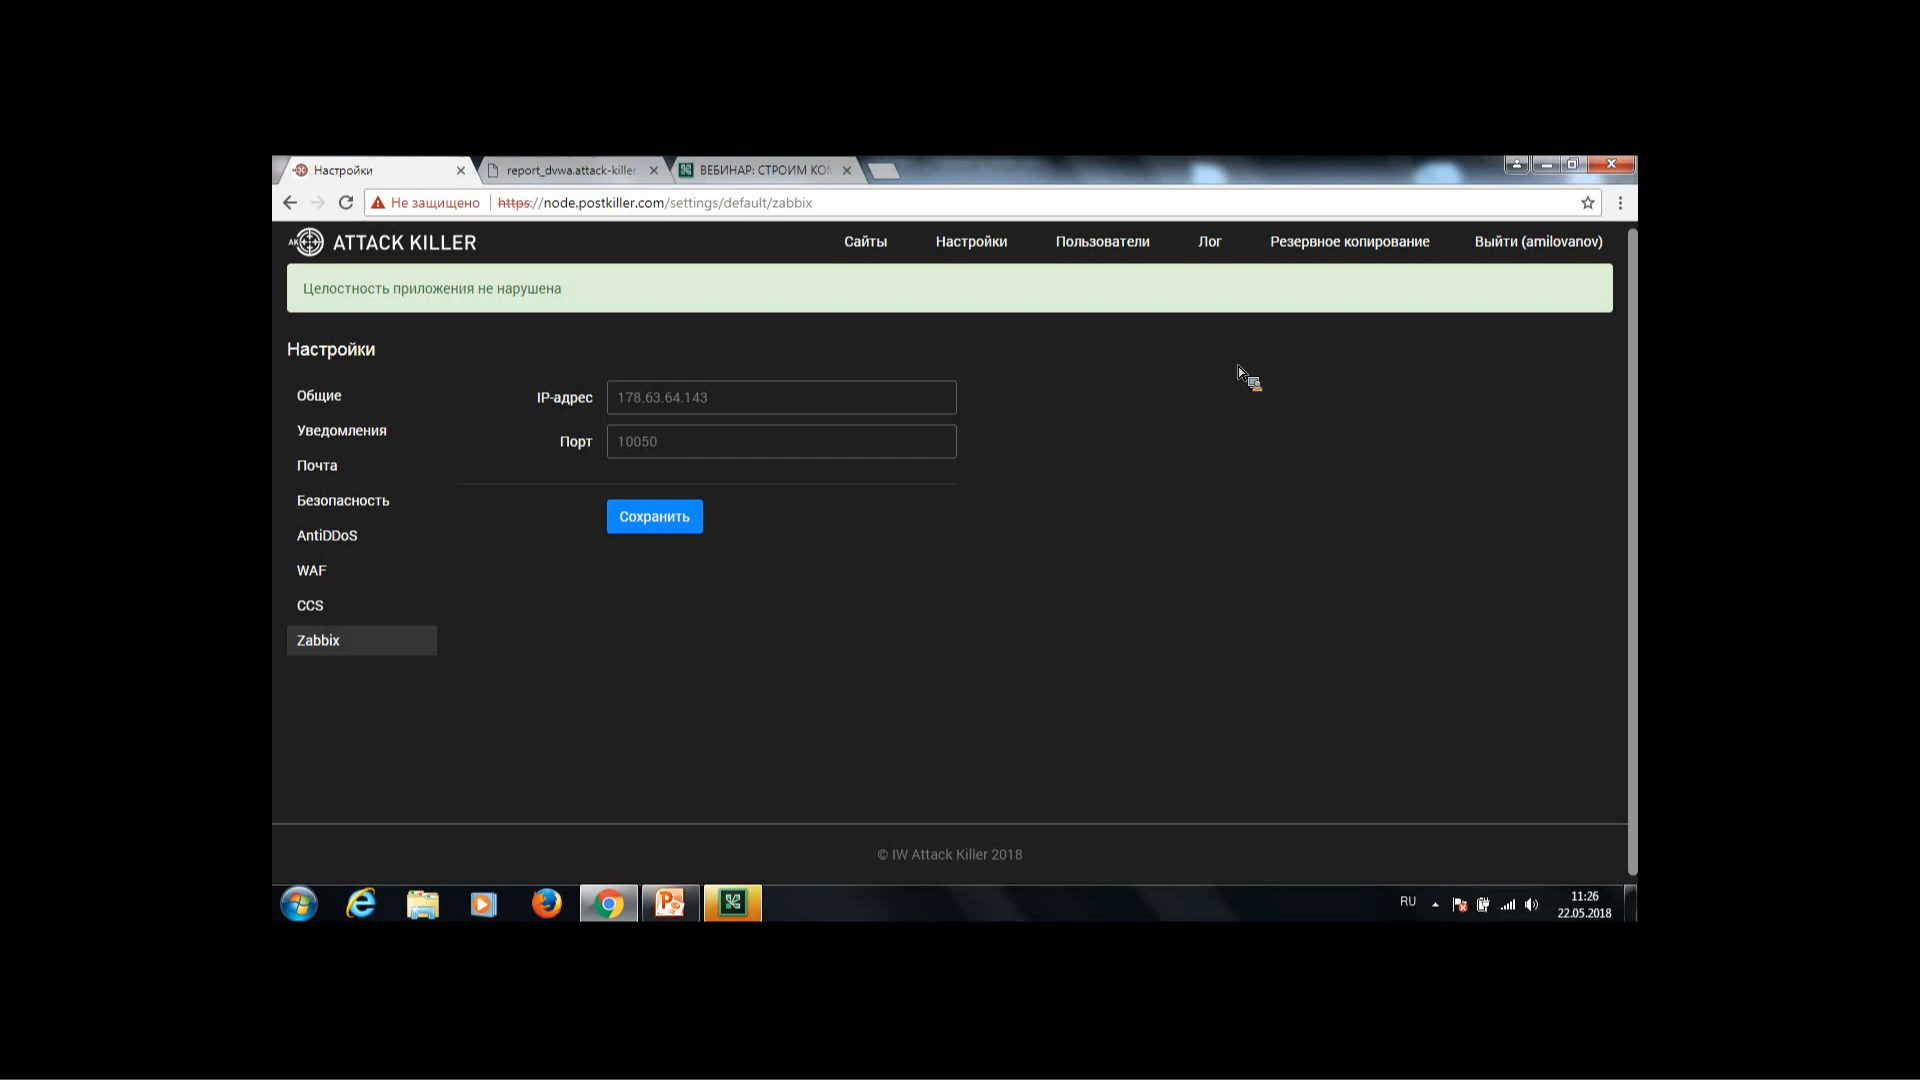 Настройки
report_dvwa.attack-killer
ВЕБИНАР: СТРОИМ КО
Не защищено
https://node.postkiller.com/settings/default/zabbix
AK ATTACK KILLER
Сайты Настройки Пользователи Лог Резервное копирование Выйти (amilovanov)
Целостность приложения не нарушена
Настройки
Общие
Уведомления
Почта
Безопасность
AntiDDoS
WAF
CCS
Zabbix
IP-адрес 178.63.64.143
Порт 10050
Сохранить
© IW Attack Killer 2018
RU
11:26
22.05.2018